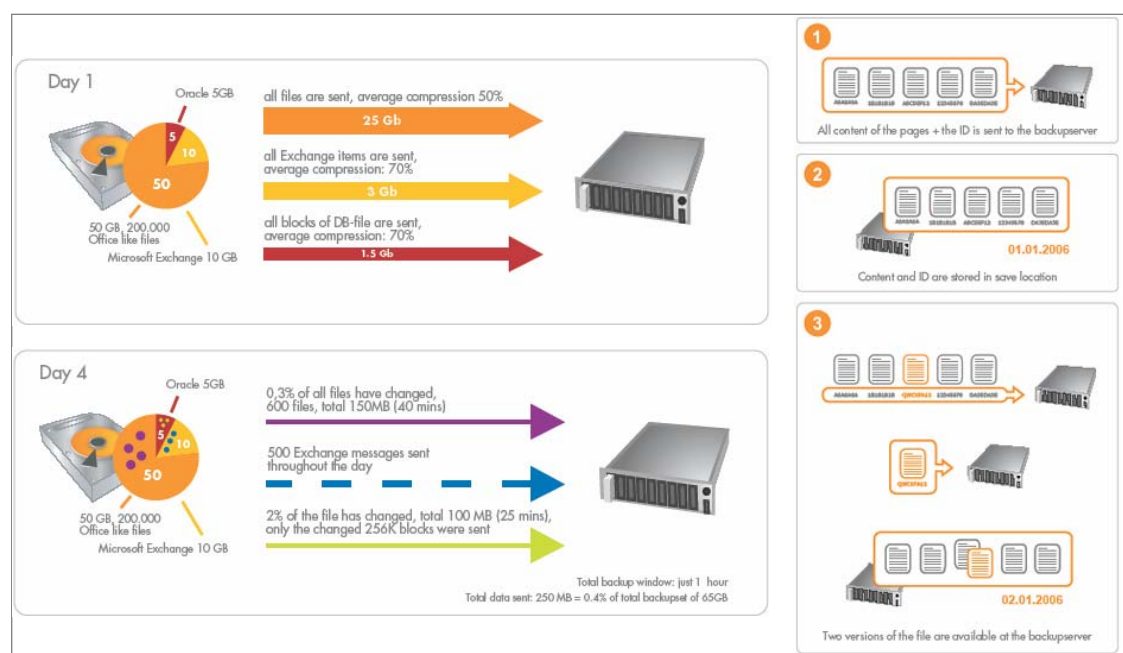 Day 1
Oracle 5GB
5
10
50
50 GB, 200.000
Office like files
Microsoft Exchange 10 GB
all files are sent, average compression 50%
25 Gb
all Exchange items are sent,
average compression: 70%
3 Gb
all blocks of DB-file are sent,
average compression: 70%
1.5 Gb
Day 4
Oracle 5GB
5
10
50
50 GB, 200.000
Office like files
Microsoft Exchange 10 GB
0,3% of all files have changed,
600 files, total 150MB (40 mins)
500 Exchange messages sent
throughout the day
2% of the file has changed, total 100 MB (25 mins),
only the changed 256K blocks were sent
Total backup window: just 1 hour
Total data sent: 250 MB = 0.4% of total backupset of 65GB
1
All content of the pages + the ID is sent to the backupserver
2
01.01.2006
Content and ID are stored in save location
3
02.01.2006
Two versions of the file are available at the backupserver